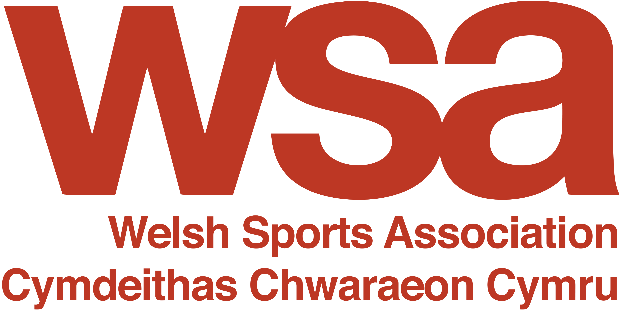 wsa
Welsh Sports Association
Cymdeithas Chwaraeon Cymru